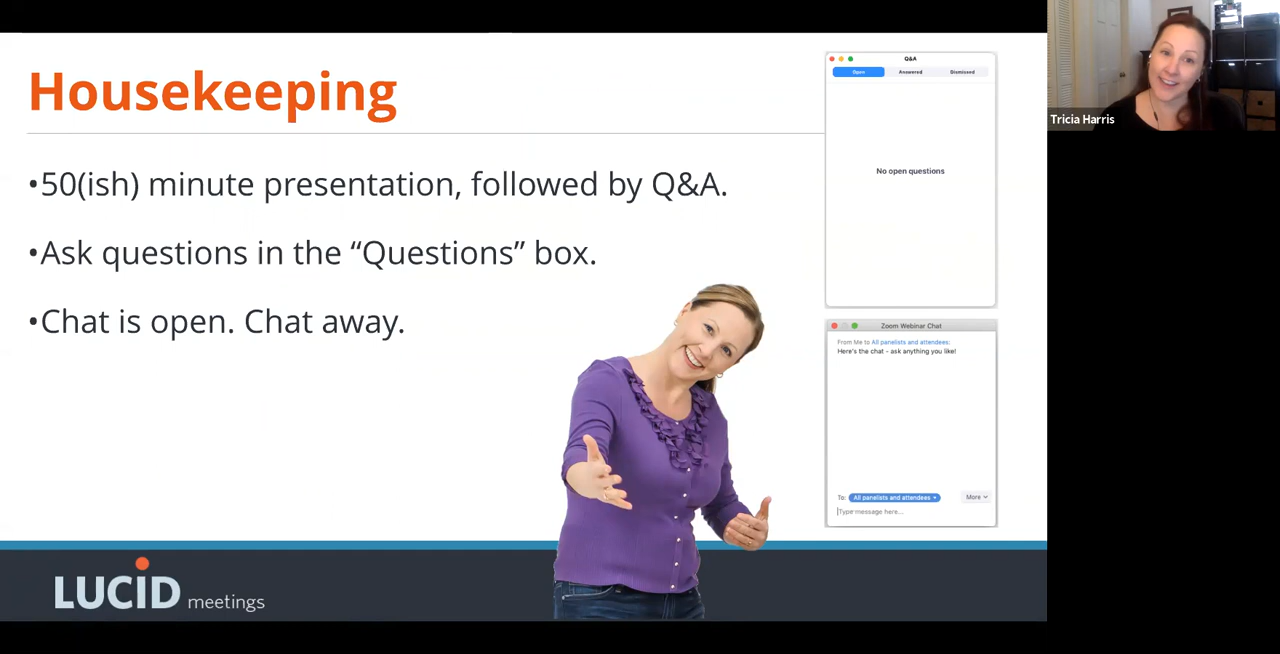 Housekeeping
•50(ish) minute presentation, followed by Q&A.
•Ask questions in the “Questions” box.
•Chat is open. Chat away.
Q&A
Open Answered Dismissed
No open questions
Zoom Webinar Chat
From Me to All panelists and attendees:
Here's the chat - ask anything you like!
To: All panelists and attendees More
Type message here...
LUCID meetings
Tricia Harris